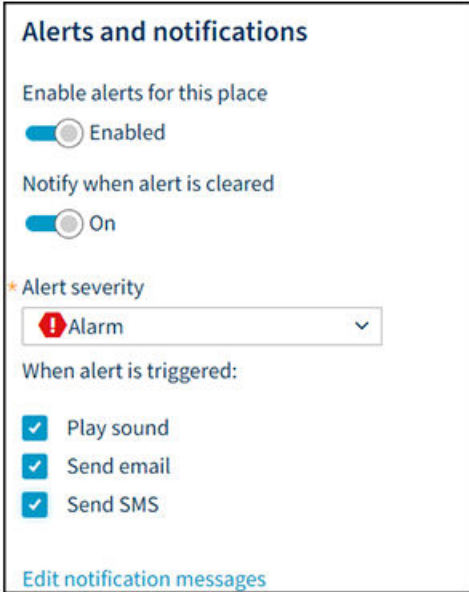 Alerts and notifications
Enable alerts for this place
Enabled
Notify when alert is cleared
On
* Alert severity
Alarm
When alert is triggered:
Play sound
Send email
Send SMS
Edit notification messages